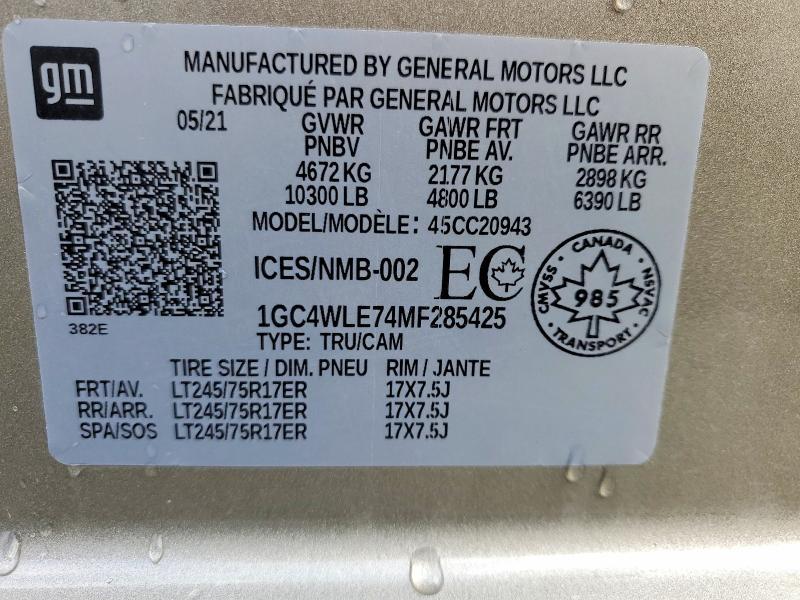 gm
MANUFACTURED BY GENERAL MOTORS LLC
FABRIQUÉ PAR GENERAL MOTORS LLC
05/21 GVWR GAWR FRT GAWR RR
PNBV PNBE AV. PNBE ARR.
4672 KG 2177 KG 2898 KG
10300 LB 4800 LB 6390 LB
MODEL/MODÈLE: 45CC20943
ICES/NMB-002 EC
CANADA
CMVSS 985 NSVAC
TRANSPORT
1GC4WLE74MF285425
382E
TYPE: TRU/CAM
TIRE SIZE / DIM. PNEU RIM / JANTE
FRT/AV. LT245/75R17ER 17X7.5J
RR/ARR. LT245/75R17ER 17X7.5J
SPA/SOS LT245/75R17ER 17X7.5J